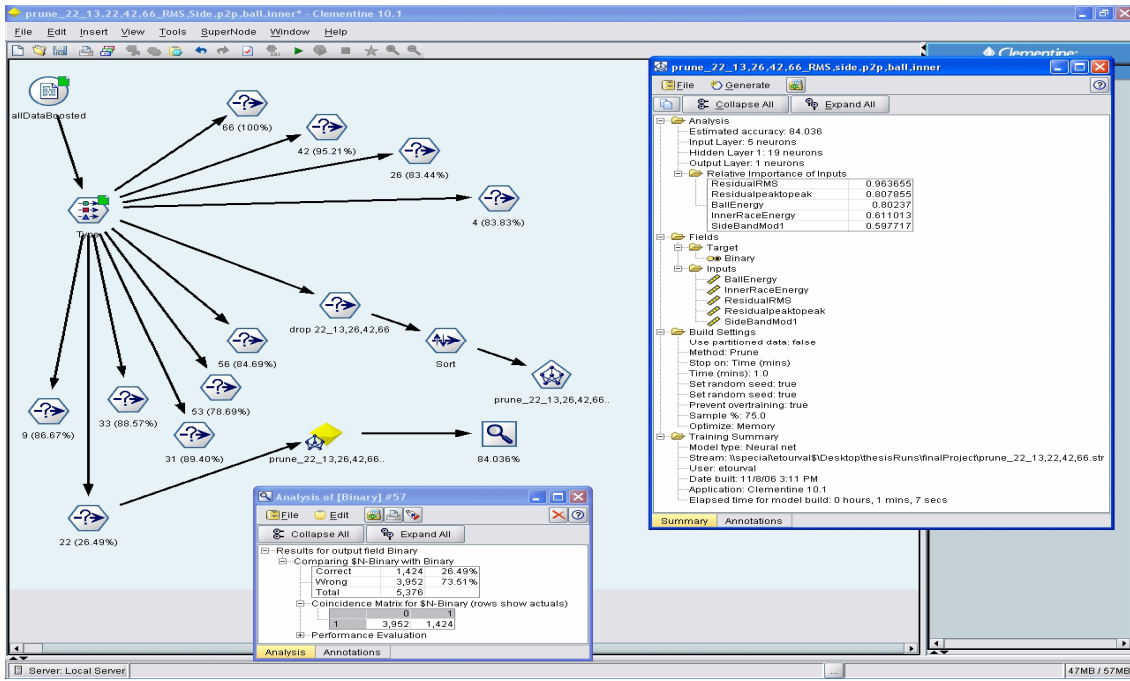 prune_22_13,22,42,66_RMS,Side,p2p,ball,inner* - Clementine 10.1
File Edit Insert View Tools SuperNode Window Help
Clementine:
allDataBoosted
66 (100%)
42 (95.21%)
26 (83.44%)
4 (83.83%)
Type
drop 22_13,26,42,66
Sort
prune_22_13,26,42,66..
56 (84.69%)
53 (78.69%)
9 (86.67%)
33 (88.57%)
31 (89.40%)
prune_22_13,26,42,66..
84.036%
22 (26.49%)
prune_22_13,26,42,66_RMS,side,p2p,ball,inner
File Generate
Collapse All Expand All
Analysis
Estimated accuracy: 84.036
Input Layer: 5 neurons
Hidden Layer 1: 19 neurons
Output Layer: 1 neurons
Relative Importance of Inputs
ResidualRMS 0.963655
Residualpeaktopeak 0.807855
BallEnergy 0.80237
InnerRaceEnergy 0.611013
SideBandMod1 0.597717
Fields
Target
Binary
Inputs
BallEnergy
InnerRaceEnergy
ResidualRMS
Residualpeaktopeak
SideBandMod1
Build Settings
Use partitioned data: false
Method: Prune
Stop on: Time (mins)
Time (mins): 1.0
Set random seed: true
Set random seed: true
Prevent overtraining: true
Sample %: 75.0
Optimize: Memory
Training Summary
Model type: Neural net
Stream: \\special\etourval$\Desktop\thesisRuns\finalProject\prune_22_13,22,42,66.str
User: etourval
Date built: 11/8/06 3:11 PM
Application: Clementine 10.1
Elapsed time for model build: 0 hours, 1 mins, 7 secs
Summary Annotations
Analysis of [Binary] #57
File Edit
Collapse All Expand All
Results for output field Binary
Comparing $N-Binary with Binary
Correct 1,424 26.49%
Wrong 3,952 73.51%
Total 5,376
Coincidence Matrix for $N-Binary (rows show actuals)
0 1
1 3,952 1,424
Performance Evaluation
Analysis Annotations
Server: Local Server
...
47MB / 57MB